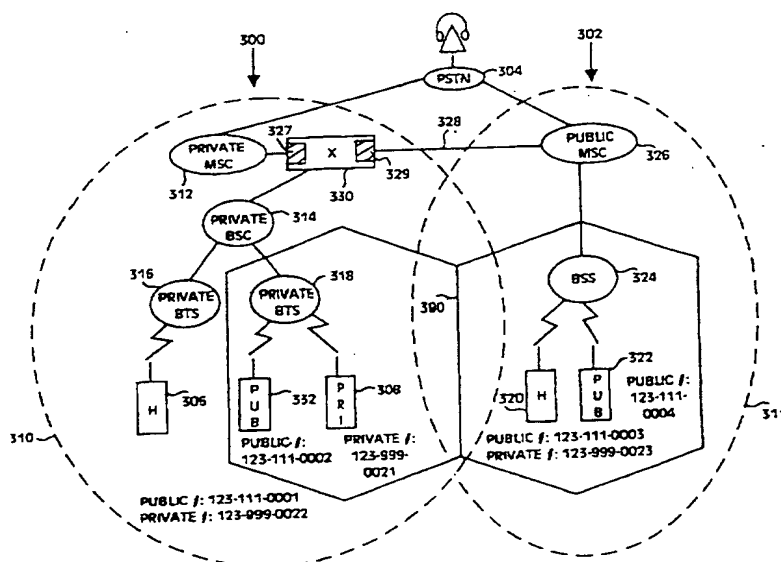 300
302
PSTN
304
PRIVATE
MSC
312
327
X
329
330
328
PUBLIC
MSC
326
PRIVATE
BSC
314
316
PRIVATE
BTS
318
PRIVATE
BTS
390
BSS
324
H
306
P
U
B
332
P
R
I
308
320
H
P
U
B
322
PUBLIC #:
123-111
-0004
310
311
PUBLIC #:
123-111-0002
PRIVATE #:
123-999-
0021
PUBLIC #: 123-111-0003
PRIVATE #: 123-999-0023
PUBLIC #: 123-111-0001
PRIVATE #: 123-999-0022